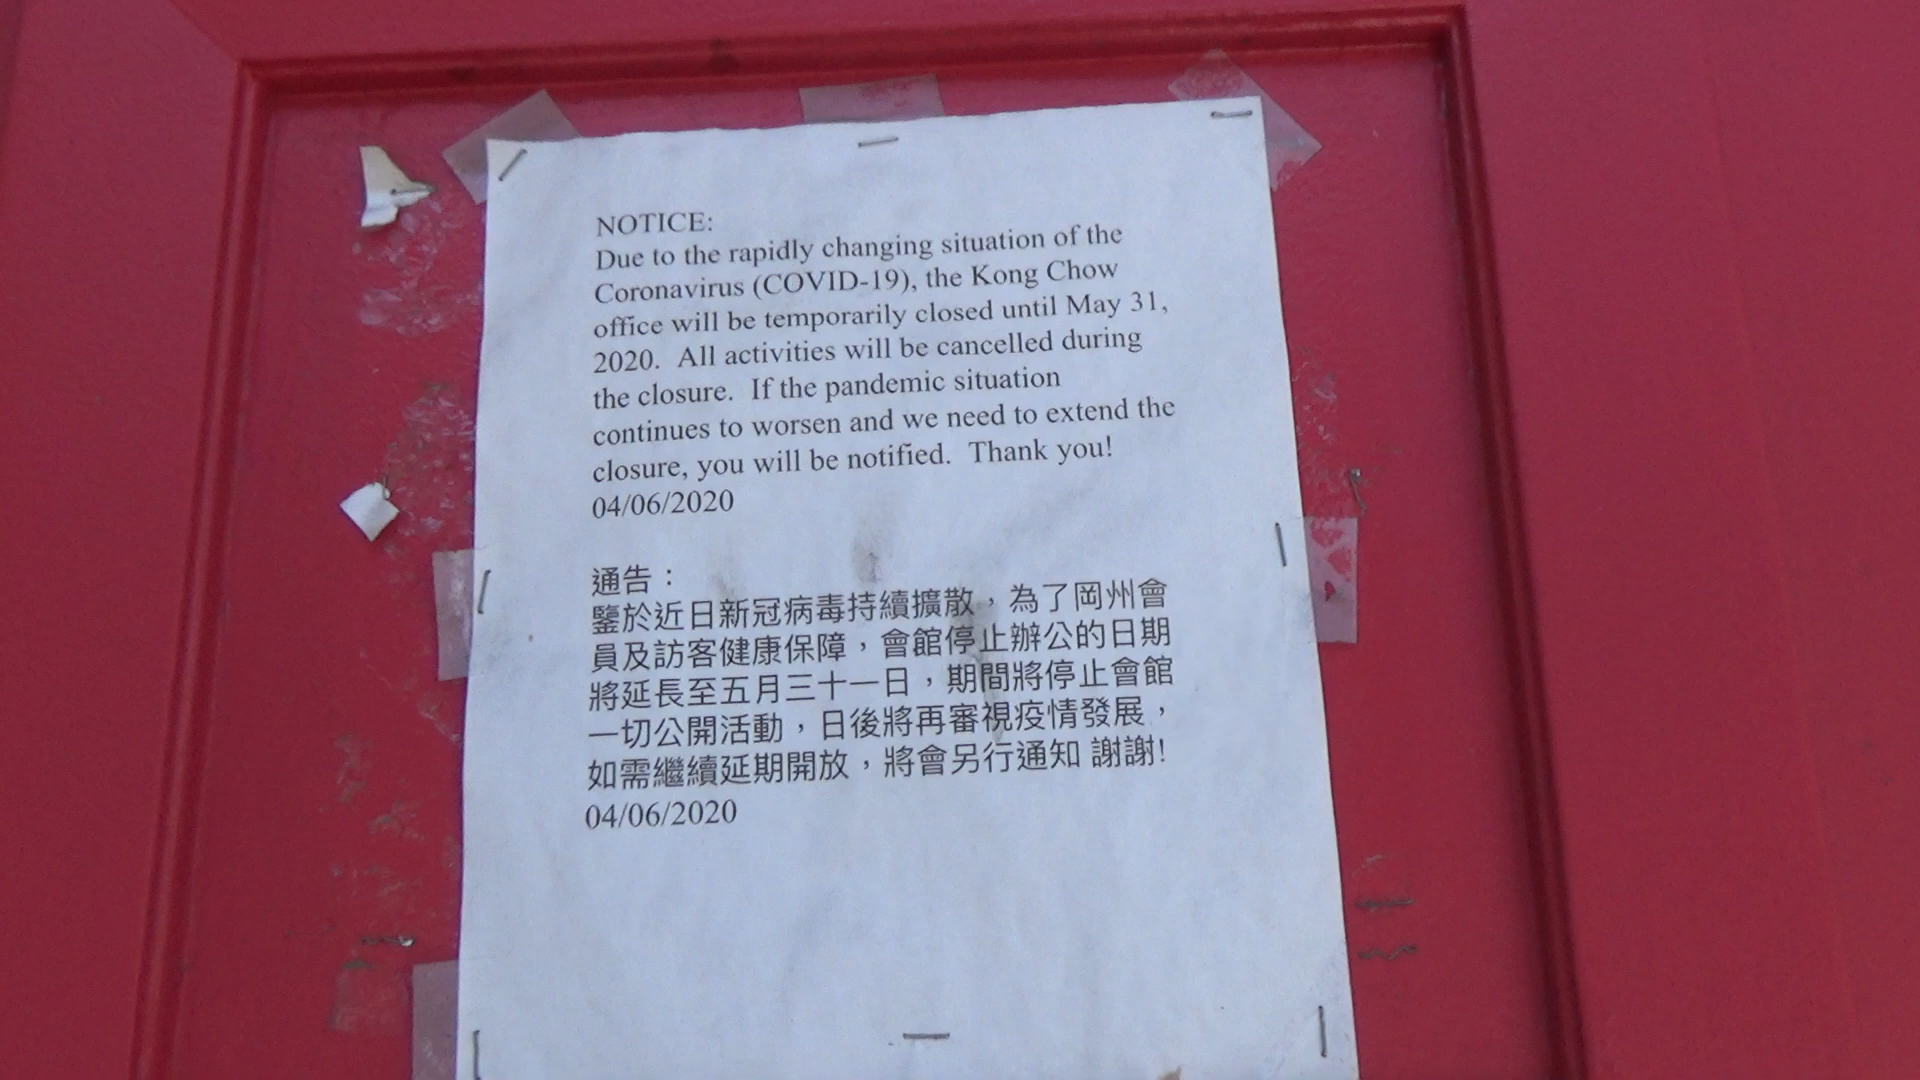 NOTICE:
Due to the rapidly changing situation of the
Coronavirus (COVID-19), the Kong Chow
office will be temporarily closed until May 31,
2020.  All activities will be cancelled during
the closure.  If the pandemic situation
continues to worsen and we need to extend the
closure, you will be notified.  Thank you!
04/06/2020
通告：
鑒於近日新冠病毒持續擴散，為了岡州會
員及訪客健康保障，會館停止辦公的日期
將延長至五月三十一日，期間將停止會館
一切公開活動，日後將再審視疫情發展，
如需繼續延期開放，將會另行通知 謝謝!
04/06/2020